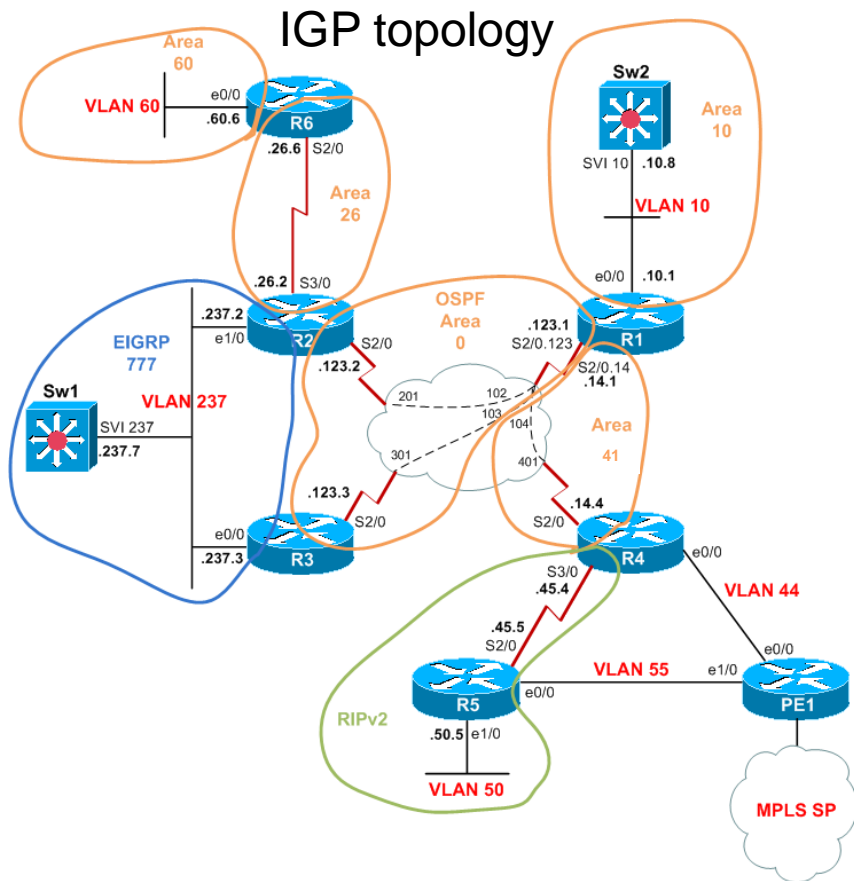 IGP topology
Area
60
e0/0
VLAN 60
.60.6
R6
.26.6
S2/0
Area
26
.26.2
S3/0
Sw2
Area
10
SVI 10
.10.8
VLAN 10
e0/0
.10.1
.237.2
e1/0
R2
S2/0
.123.2
OSPF
Area
0
.123.1
S2/0.123
R1
S2/0.14
.14.1
EIGRP
777
Sw1
VLAN 237
SVI 237
.237.7
201
102
103
104
301
401
Area
41
.123.3
S2/0
e0/0
.237.3
R3
.14.4
S2/0
R4
e0/0
S3/0
.45.4
VLAN 44
.45.5
S2/0
e0/0
VLAN 55
e1/0
R5
e0/0
PE1
RIPv2
.50.5
e1/0
VLAN 50
MPLS SP